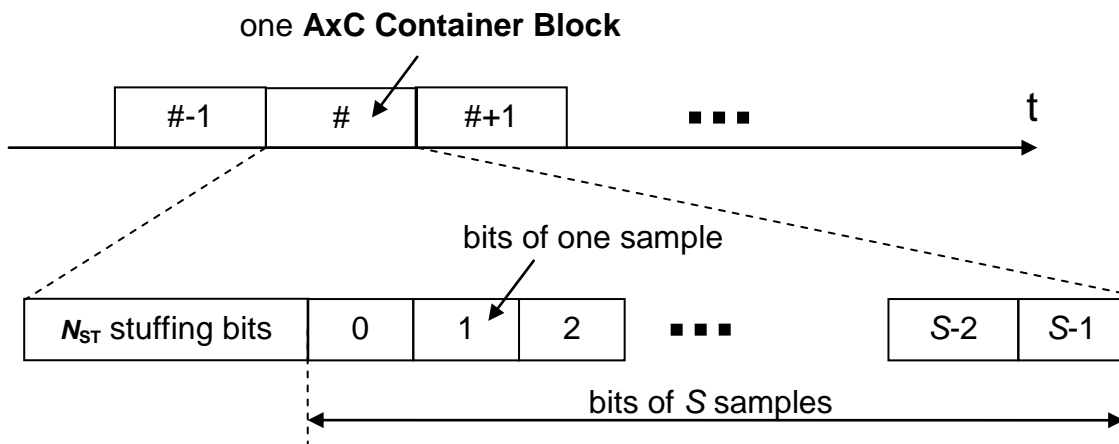 one AxC Container Block
#-1 # #+1 ▪▪▪ t
bits of one sample
NST stuffing bits 0 1 2 ▪▪▪ S-2 S-1
bits of S samples